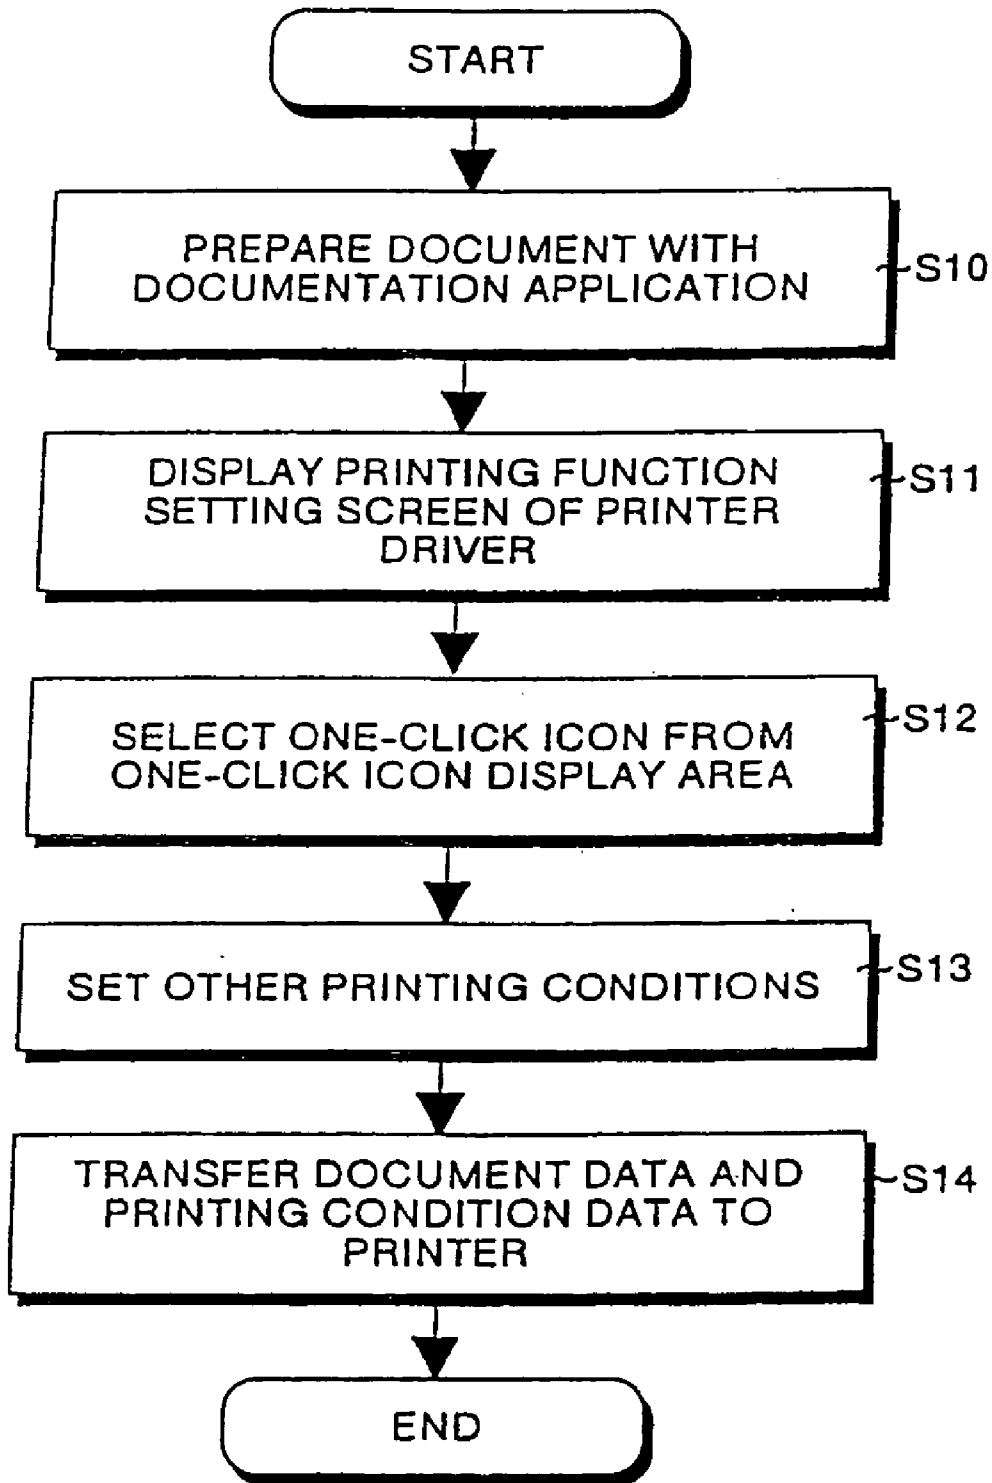 START
PREPARE DOCUMENT WITH
DOCUMENTATION APPLICATION
S10
DISPLAY PRINTING FUNCTION
SETTING SCREEN OF PRINTER
DRIVER
S11
SELECT ONE-CLICK ICON FROM
ONE-CLICK ICON DISPLAY AREA
S12
SET OTHER PRINTING CONDITIONS
S13
TRANSFER DOCUMENT DATA AND
PRINTING CONDITION DATA TO
PRINTER
S14
END